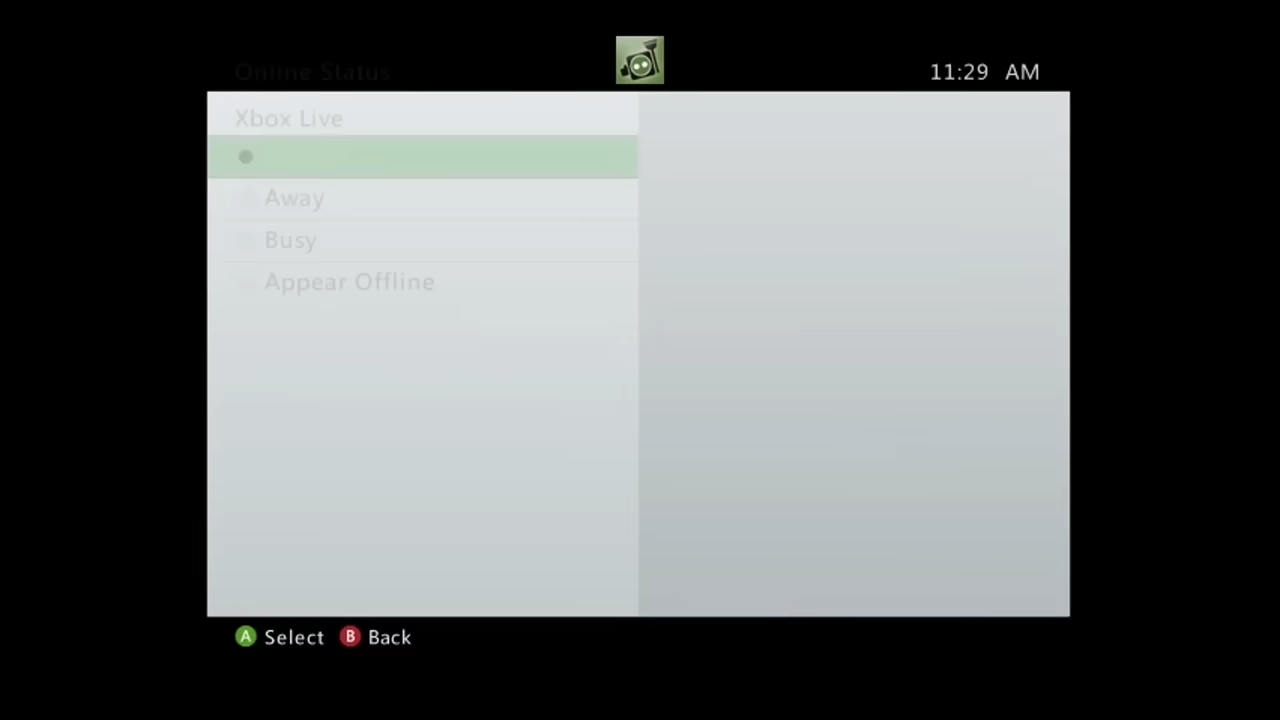 Online Status
11:29 AM
Xbox Live
Away
Busy
Appear Offline
A Select B Back